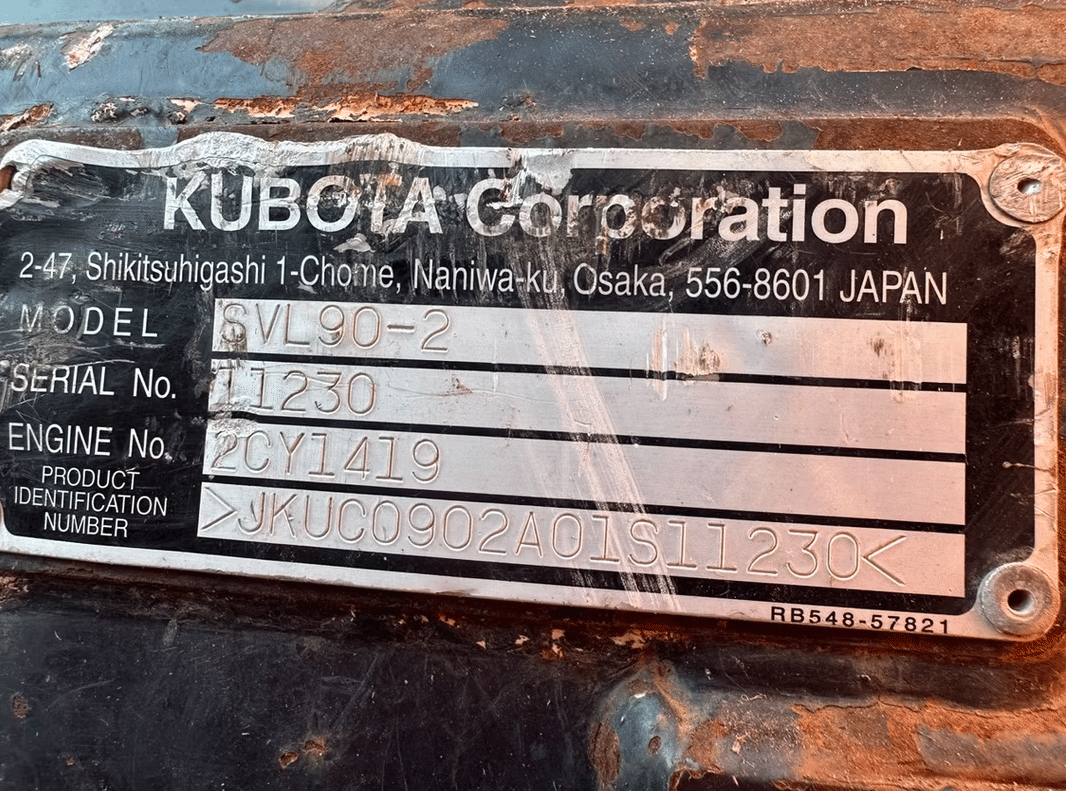 KUBOTA Corporation
2-47, Shikitsuhigashi 1-Chome, Naniwa-ku, Osaka, 556-8601 JAPAN
MODEL SVL90-2
SERIAL No. 11230
ENGINE No. 2CY1419
PRODUCT
IDENTIFICATION
NUMBER
>JKUC0902A01S11230<
RB548-57821